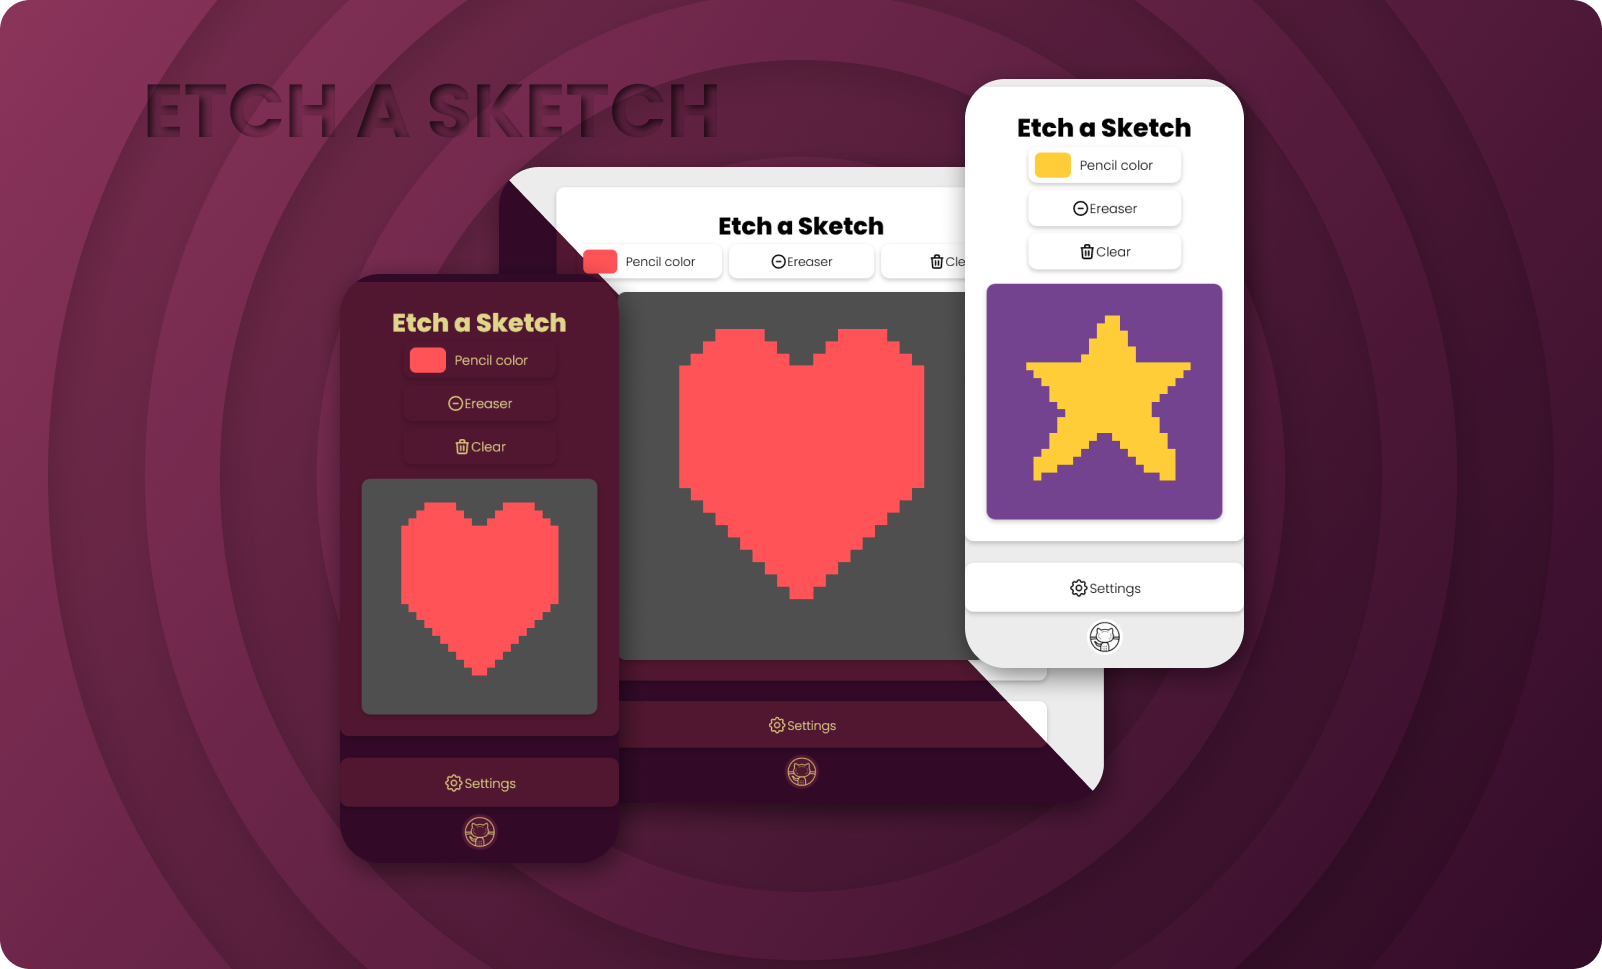 ETCH A SKETCH
Etch a Sketch
Pencil color
Ereaser
Clear
Settings
Etch a Sketch
Pencil color
Ereaser
Cle
Settings
Etch a Sketch
Pencil color
Ereaser
Clear
Settings